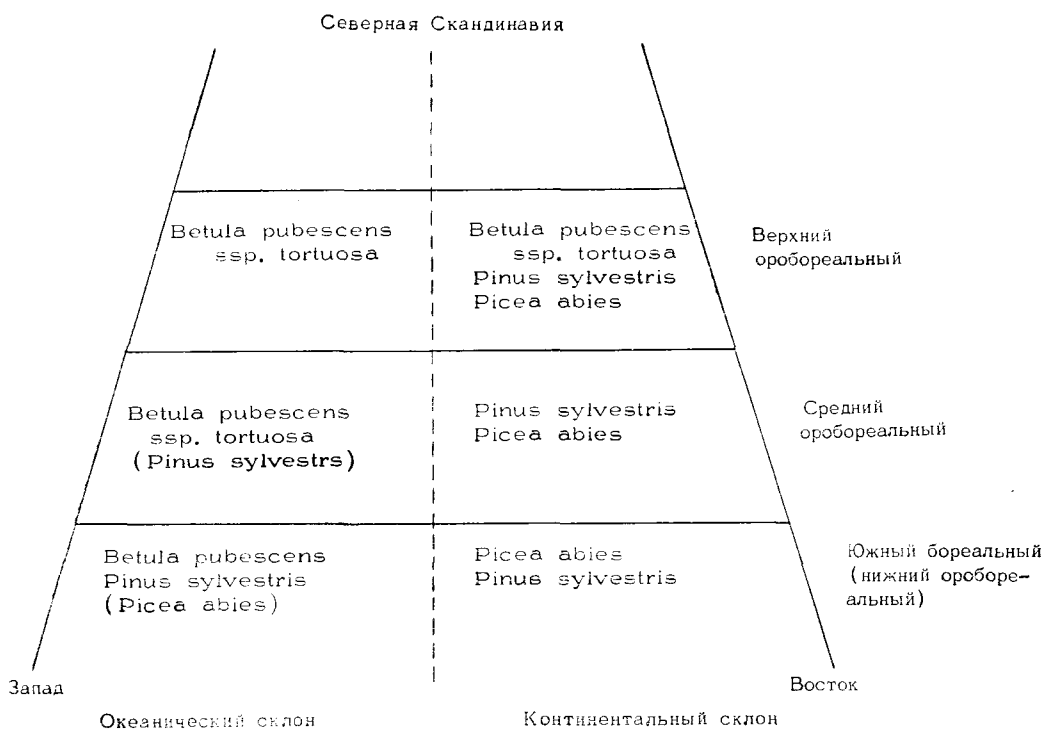 Северная Скандинавия
Betula pubescens
ssp. tortuosa
Betula pubescens
ssp. tortuosa
Pinus sylvestris
Picea abies
Верхний
оробореальный
Betula pubescens
ssp. tortuosa
(Pinus sylvestrs)
Pinus sylvestris
Picea abies
Средний
оробореальный
Betula pubescens
Pinus sylvestris
(Picea abies)
Picea abies
Pinus sylvestris
Южный бореальный
(нижнийороборе-
альный)
Запад
Восток
Океанический склон
Континентальный склон